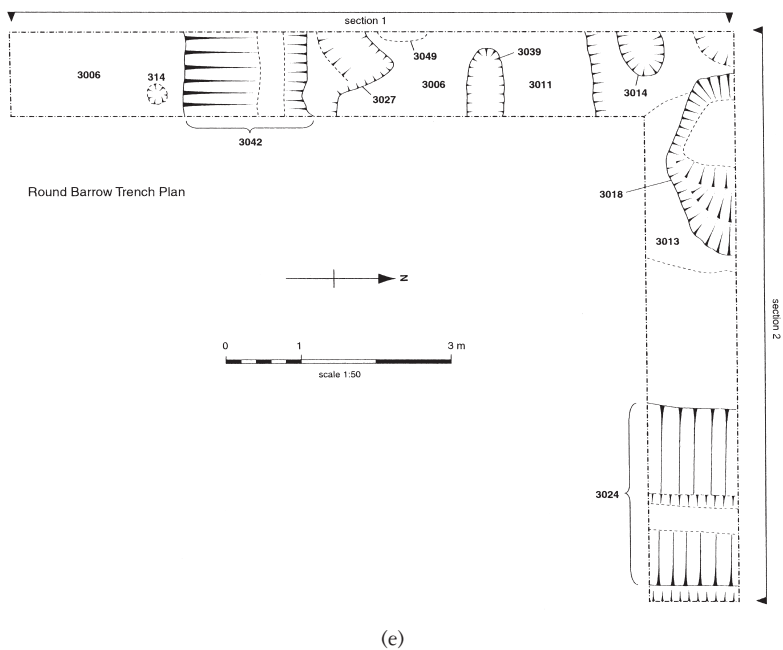 section 1
3049
3039
3006
314
3006
3011
3014
3027
3042
Round Barrow Trench Plan
3018
3013
N
section 2
0 1 3 m
scale 1:50
3024
(e)